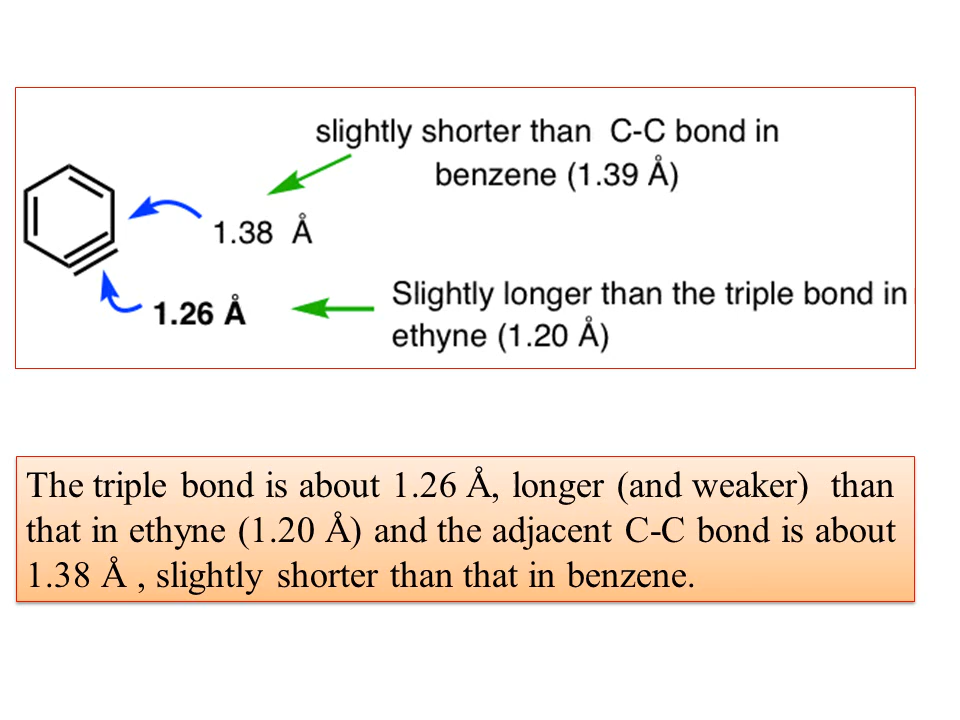 slightly shorter than C-C bond in
benzene (1.39 Å)
1.38 Å
Slightly longer than the triple bond in
1.26 Å
ethyne (1.20 Å)
The triple bond is about 1.26 Å, longer (and weaker) than
that in ethyne (1.20 Å) and the adjacent C-C bond is about
1.38 Å , slightly shorter than that in benzene.